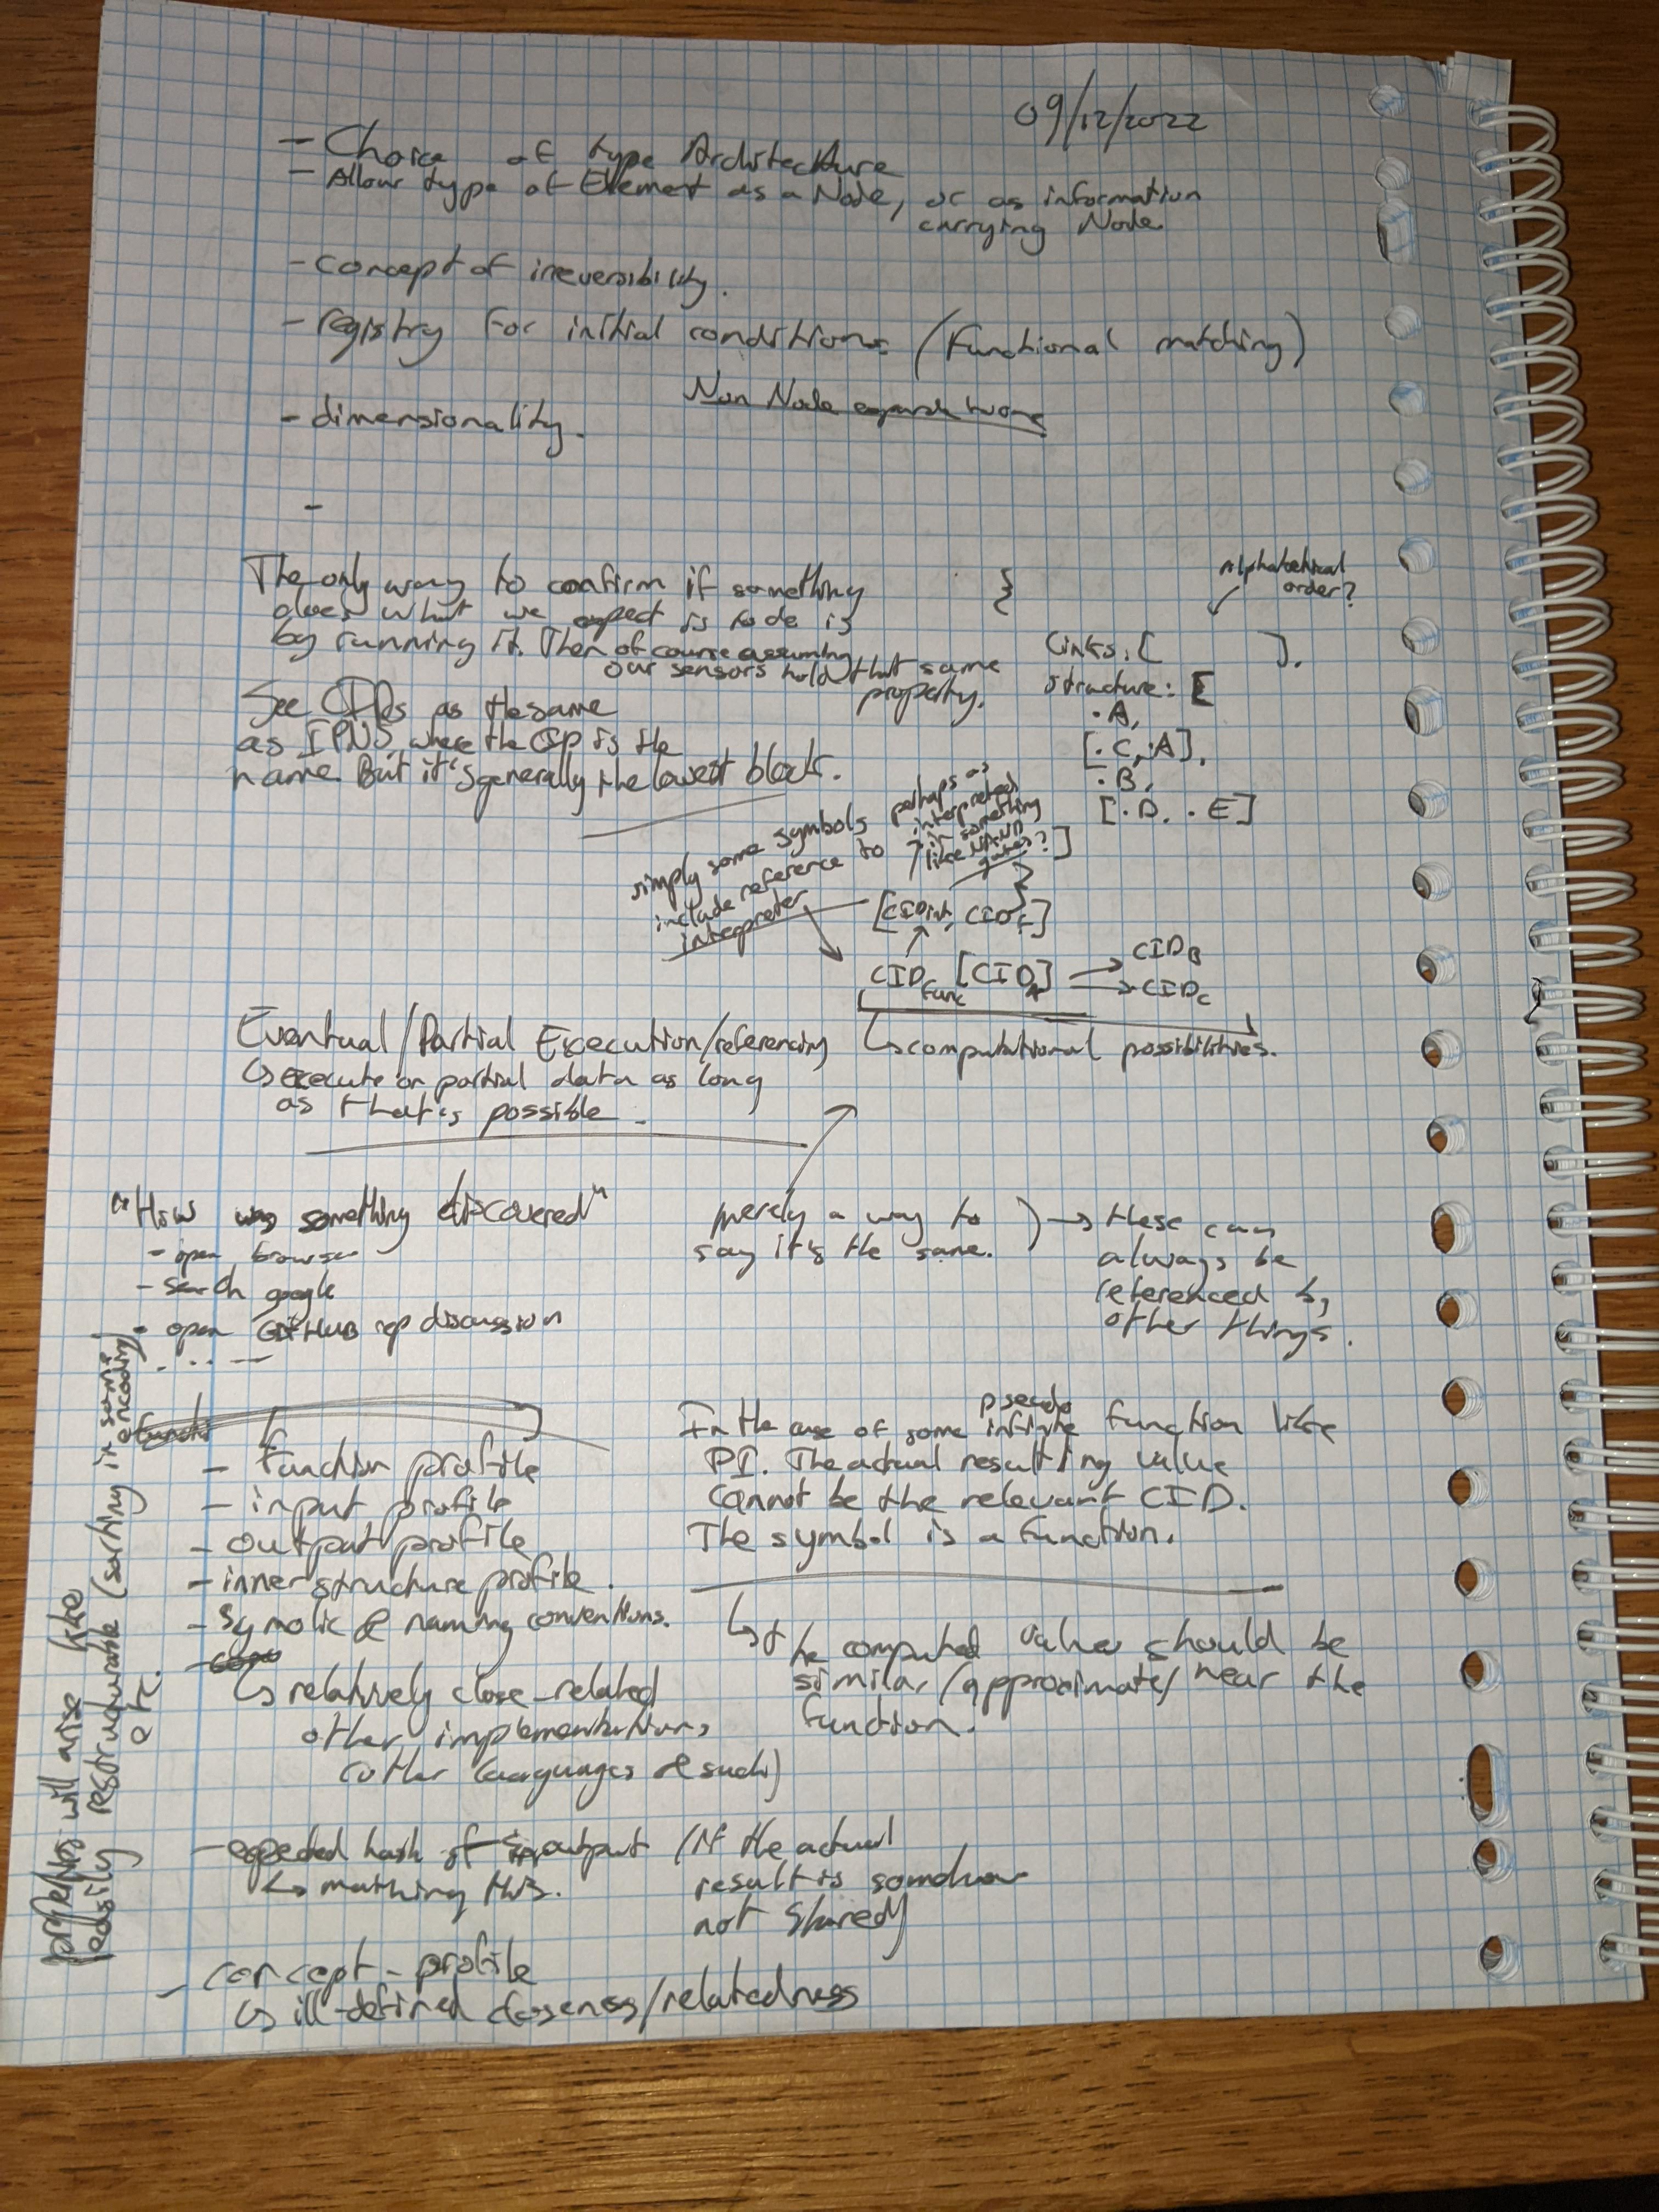 09/12/2022
- Choice of type Architecture
- Allow type of Element as a Node, or as information
carrying Node.
- concept of irreversibility.
- registry for initial conditions (Functional matching)
Non Node
- dimensionality.
-
The only way to confirm if something
does what we expect is to do is
by running it. Then of course assuming
our sensors hold that same
property.
See CIDs as the same
as IPNS, where the CID is the
name. But it's generally the lowest block.
}
alphabetical
order?
Links: [ ],
structure: [
· A,
[· C, · A],
· B,
[· D, · E]
]
}
simply some symbols
include reference to
interpreter
perhaps as
interpreted
in something
like NAND
gates?
[CID int, CID F]
CID Func [CID A]
CID B
CID C
↳ computational possibilities.
Eventual/Partial Execution/referencing
↳ execute on partial data as long
as that is possible
"How was something discovered"
- open browser
- search google
- open GitHUB rep discussion
. . . —
merely a way to
say it's the same.
) → these can
always be
referenced by
other things.
- Function profile
- input profile
- output profile
- inner structure profile.
- Symolic & naming conventions.
↳ relatively close-related
other implementations
(other languages & such)
- expected hash of output (if the actual
result is somehow
not shared)
↳ mathing this.
- concept - profile
↳ ill-defined closeness/relatedness
In the case of some pseudo infinite function like
PI. The actual resulting value
cannot be the relevant CID.
The symbol is a function.
↳ the computed value should be
similar/approximate/near the
function.
properties will arise like
easily restructurable (sorting it in some
encoding)
etc.